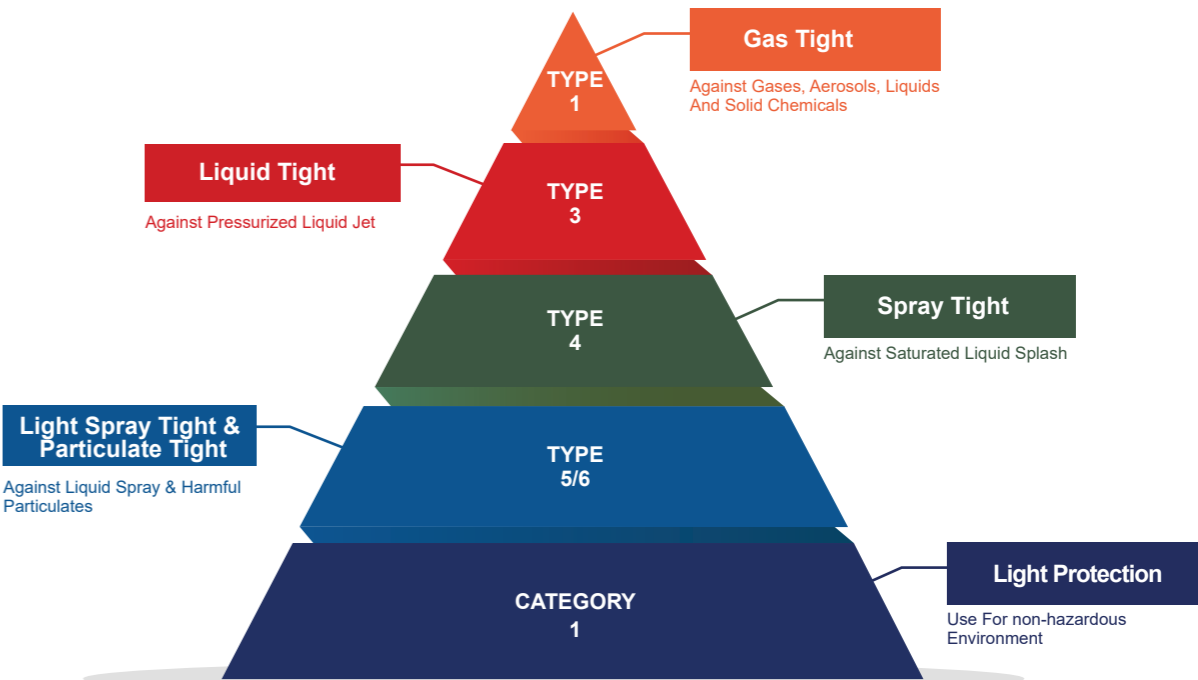 Gas Tight
Against Gases, Aerosols, Liquids
And Solid Chemicals
TYPE
1
Liquid Tight
Against Pressurized Liquid Jet
TYPE
3
Spray Tight
Against Saturated Liquid Splash
TYPE
4
Light Spray Tight &
Particulate Tight
Against Liquid Spray & Harmful
Particulates
TYPE
5/6
Light Protection
Use For non-hazardous
Environment
CATEGORY
1